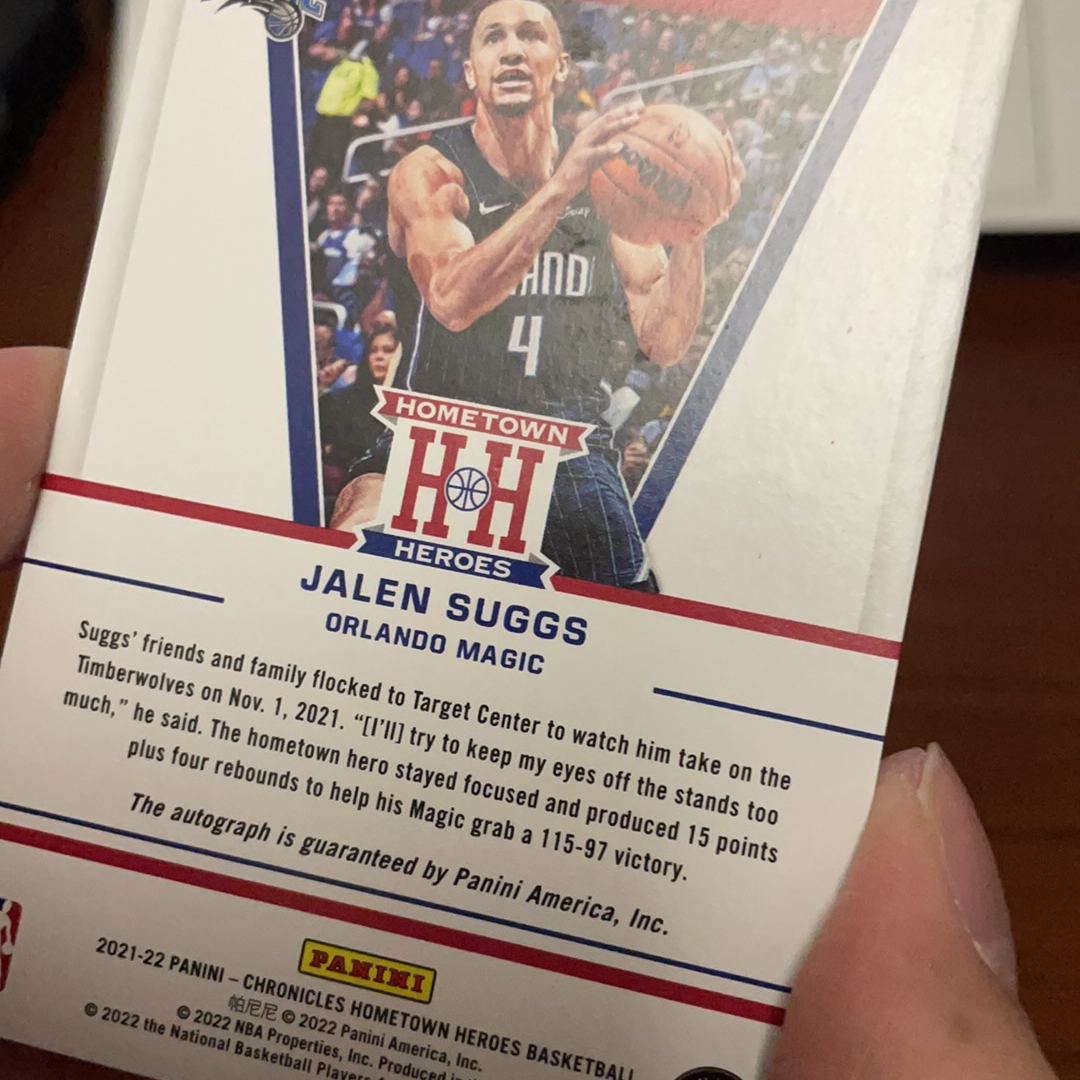 AND
4
HOMETOWN
HH
HEROES
JALEN SUGGS
ORLANDO MAGIC
Suggs’ friends and family flocked to Target Center to watch him take on the
Timberwolves on Nov. 1, 2021. “[I’ll] try to keep my eyes off the stands too
much,” he said. The hometown hero stayed focused and produced 15 points
plus four rebounds to help his Magic grab a 115-97 victory.
The autograph is guaranteed by Panini America, Inc.
PANINI
2021-22 PANINI – CHRONICLES HOMETOWN HEROES BASKETBALL
帕尼尼 © 2022 Panini America, Inc.
© 2022 NBA Properties, Inc. Produced in
© 2022 the National Basketball Players